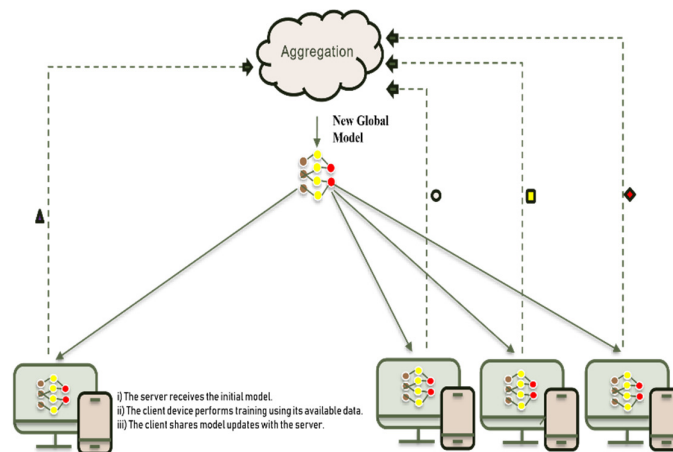 Aggregation
New Global
Model
i) The server receives the initial model.
ii) The client device performs training using its available data.
iii) The client shares model updates with the server.